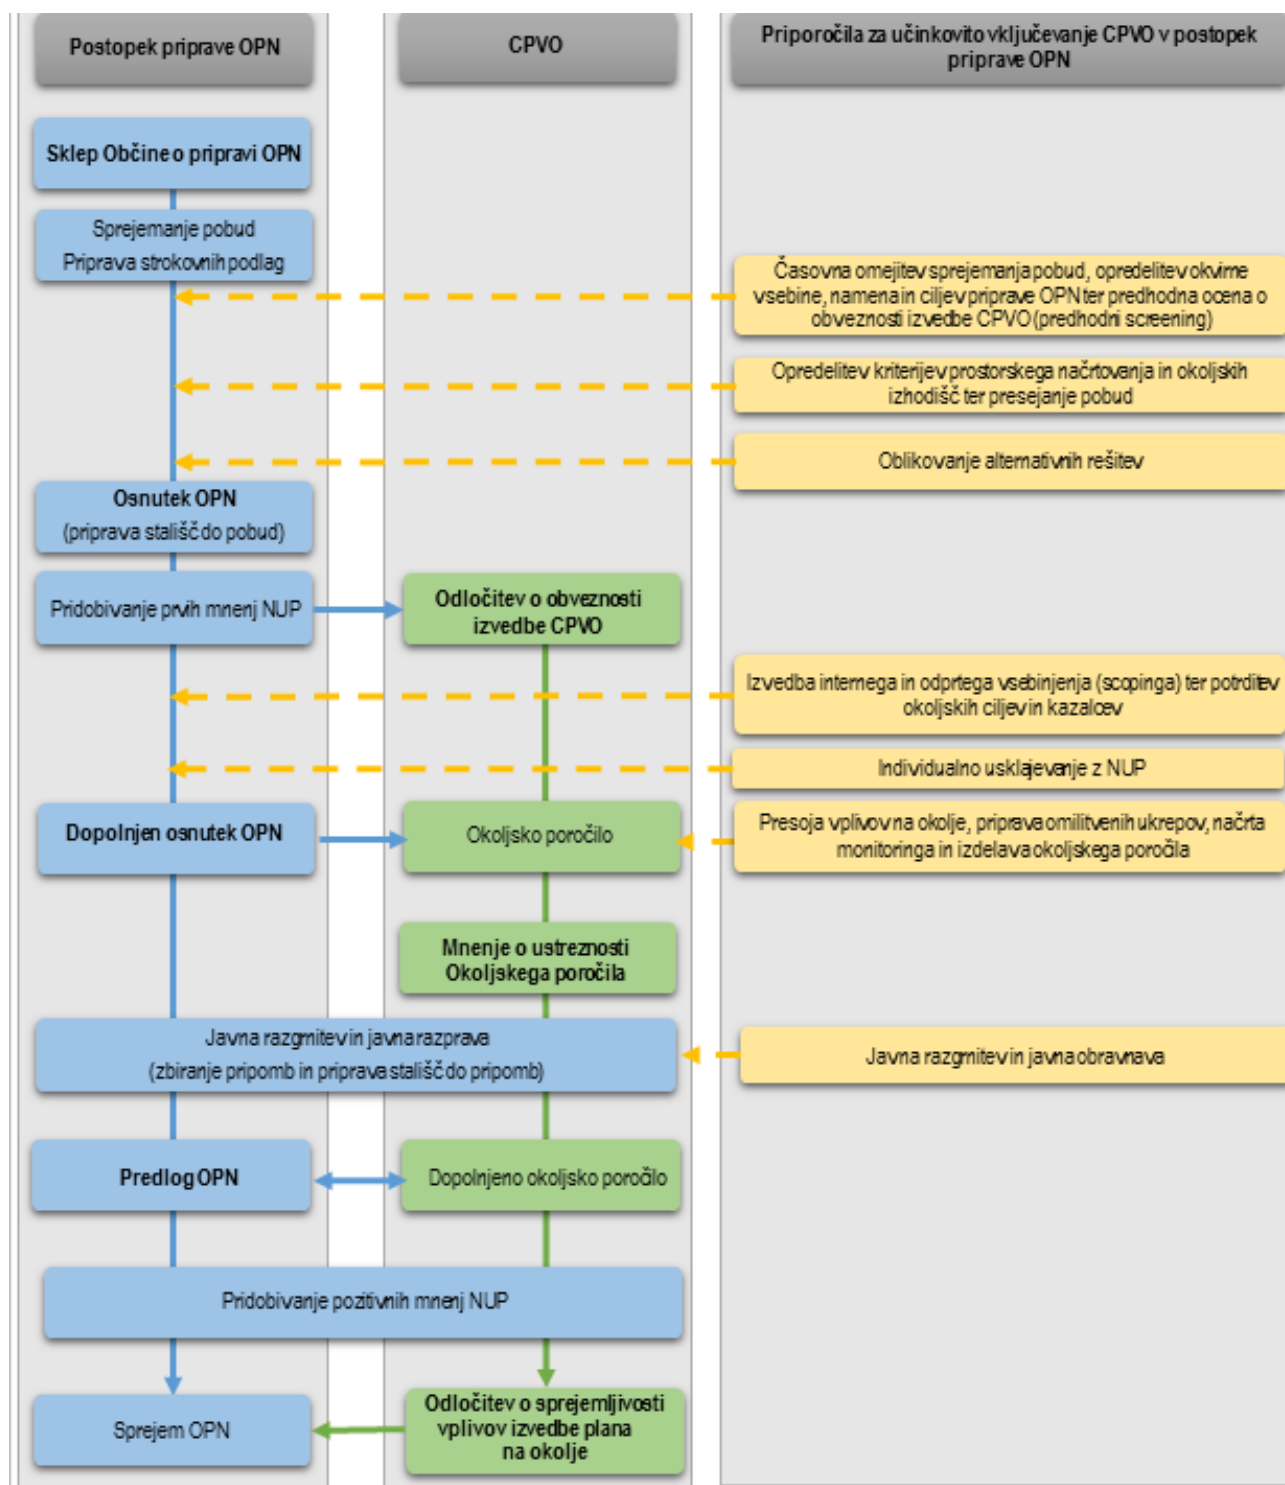 Postopek priprave OPN
CPVO
Priporočila za učinkovito vključevanje CPVO v postopek
priprave OPN
Sklep Občine o pripravi OPN
Sprejemanje pobud
Priprava strokovnih podlag
Časovna omejitev sprejemanja pobud, opredelitev okvirne
vsebine, namena in ciljev priprave OPN ter predhodna ocena o
obveznosti izvedbe CPVO (predhodni screening)
Opredelitev kriterijev prostorskega načrtovanja in okoljskih
izhodišč ter presejanje pobud
Oblikovanje alternativnih rešitev
Osnutek OPN
(priprava stališč do pobud)
Pridobivanje prvih mnenj NUP
Odločitev o obveznosti
izvedbe CPVO
Izvedba internega in odprtega vsebinjenja (scopinga) ter potrditev
okoljskih ciljev in kazalcev
Individualno usklajevanje z NUP
Dopolnjen osnutek OPN
Okoljsko poročilo
Presoja vplivov na okolje, priprava omilitvenih ukrepov, načrta
monitoringa in izdelava okoljskega poročila
Mnenje o ustreznosti
Okoljskega poročila
Javna razgrnitev in javna razprava
(zbiranje pripomb in priprava stališč do pripomb)
Javna razgrnitev in javna obravnava
Predlog OPN
Dopolnjeno okoljsko poročilo
Pridobivanje pozitivnih mnenj NUP
Sprejem OPN
Odločitev o sprejemljivosti
vplivov izvedbe plana
na okolje